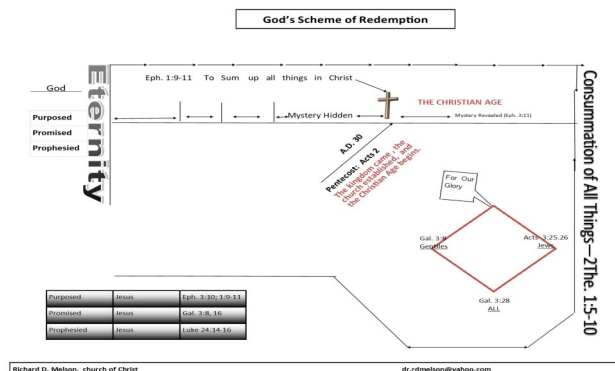 God's Scheme of Redemption
Eternity
God
Purposed
Promised
Prophesied
Eph. 1:9-11 To Sum up all things in Christ
Mystery Hidden
THE CHRISTIAN AGE
Mystery Revealed (Eph. 3:11)
A.D. 30
Pentecost: Acts 2
The kingdom came, the
church established, and
the Christian Age begins.
For Our
Glory
Gal. 3:8
Gentiles
Acts 3:25.26
Jews
Gal. 3:28
ALL
Consummation of All Things—2The. 1:5-10
Purposed Jesus Eph. 3:10; 1:9-11
Promised Jesus Gal. 3:8, 16
Prophesied Jesus Luke 24:14-16
Richard D. Melson, church of Christ dr.rdmelson@yahoo.com